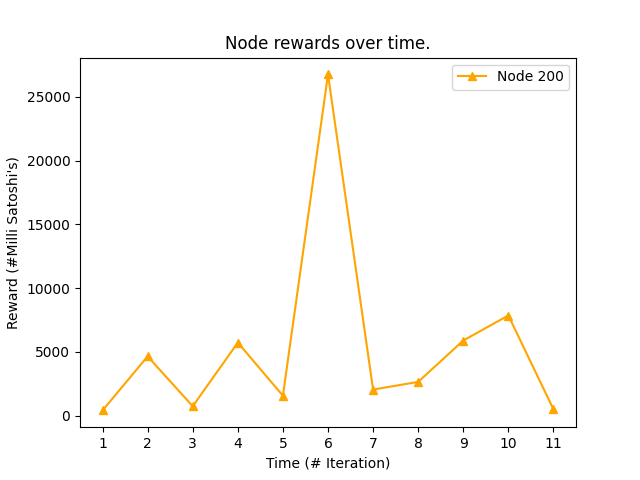 Node rewards over time.
Node 200
Reward (#Milli Satoshi's)
25000
20000
15000
10000
5000
0
1 2 3 4 5 6 7 8 9 10 11
Time (# Iteration)